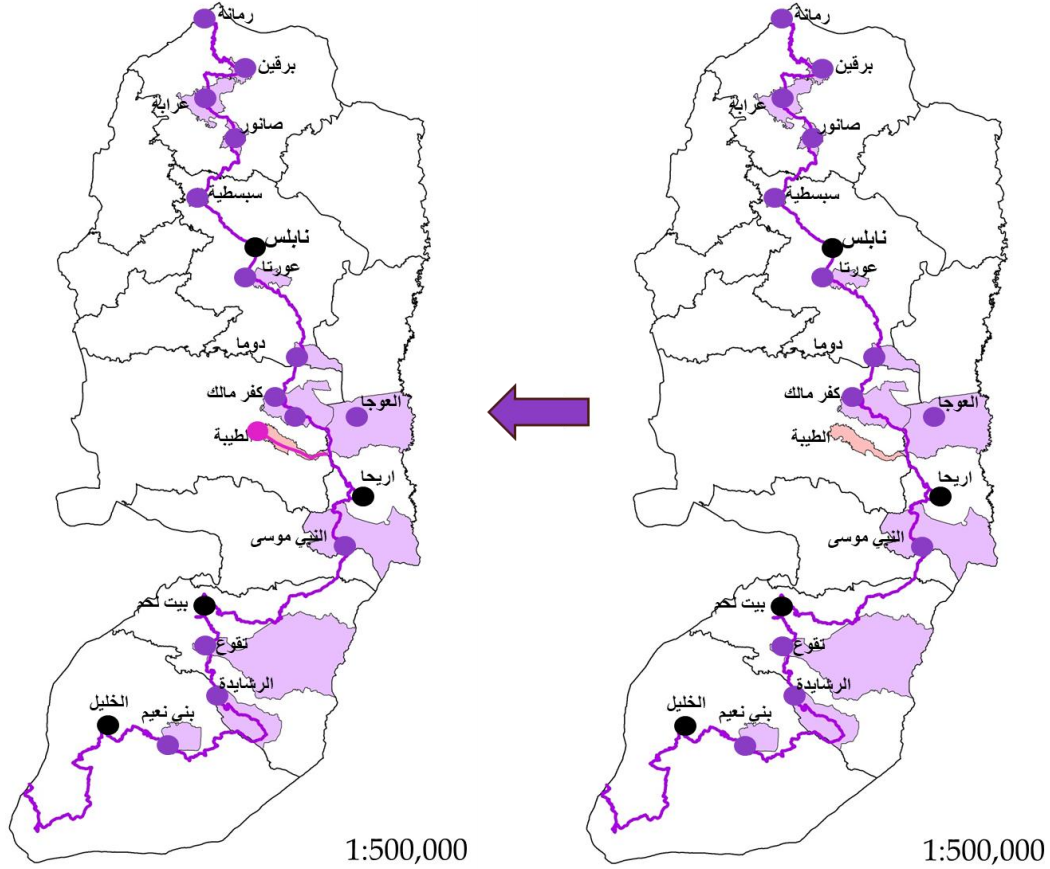 رمانة
برقين
عرابة
صانور
سبسطية
نابلس
عورتا
دوما
كفر مالك
العوجا
الطيبة
اريحا
النبي موسى
بيت لحم
تقوع
الرشايدة
الخليل
بني نعيم
1:500,000
رمانة
برقين
عرابة
صانور
سبسطية
نابلس
عورتا
دوما
كفر مالك
العوجا
الطيبة
اريحا
النبي موسى
بيت لحم
تقوع
الرشايدة
الخليل
بني نعيم
1:500,000